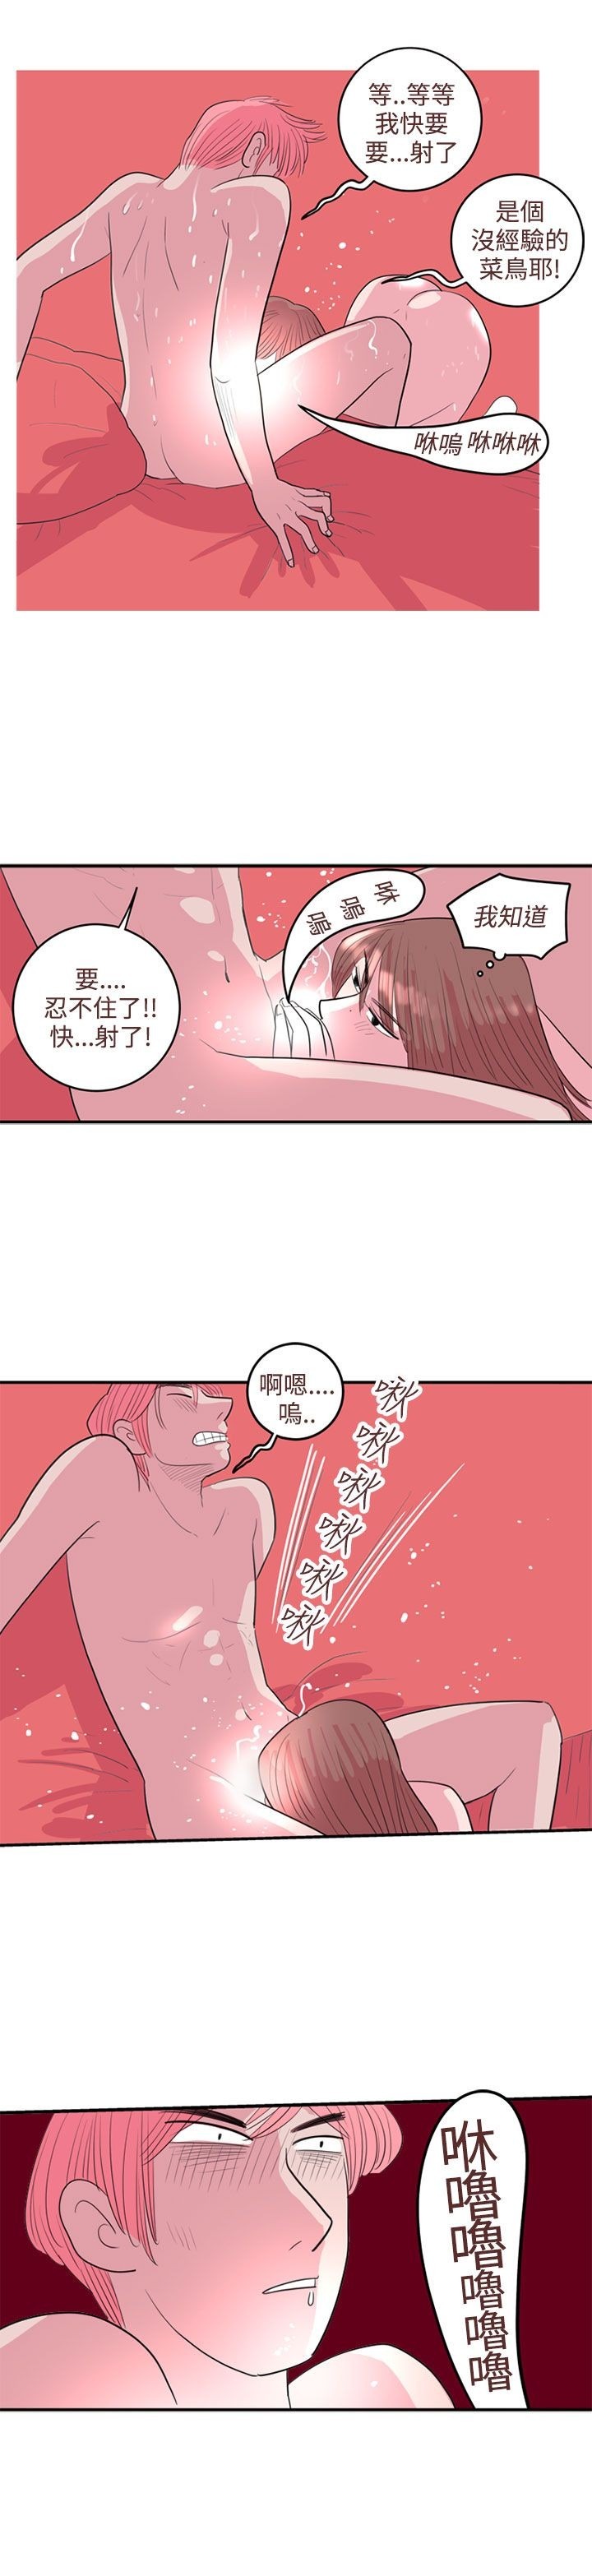 等..等等
我快要
要...射了
是個
沒經驗的
菜鳥耶!
咻嗚 咻咻咻
咻
嗚
嗚
嗚
我知道
要....
忍不住了!!
快...射了!
啊嗯....
嗚..
啾
啾
啾
啾
啾
啾
咻
嚕
嚕
嚕
嚕
嚕